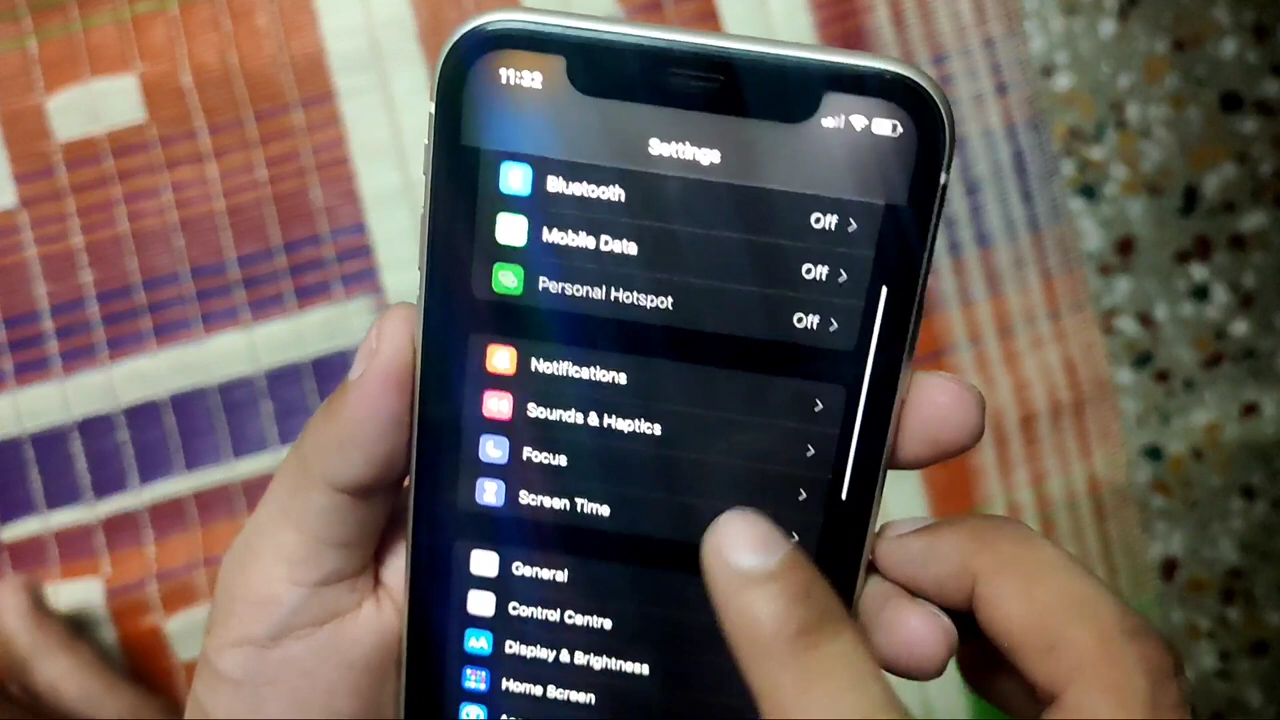 11:32
Settings
Bluetooth Off
Mobile Data Off
Personal Hotspot Off
Notifications
Sounds & Haptics
Focus
Screen Time
General
Control Centre
AA Display & Brightness
Home Screen